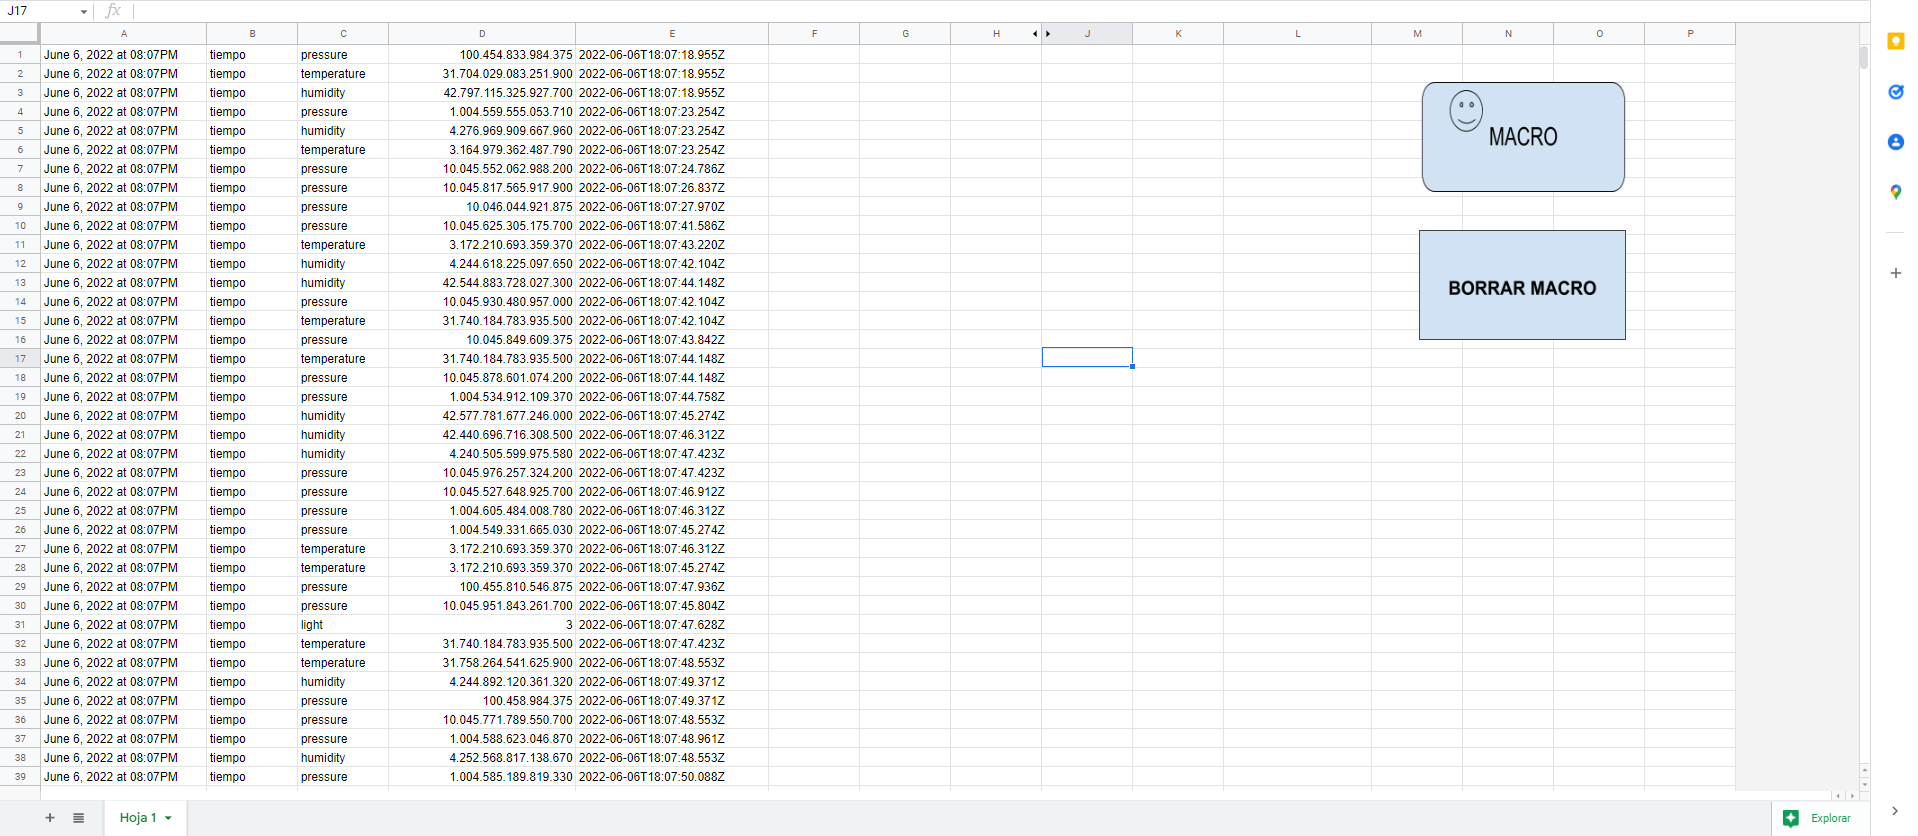 J17
fx
A B C D E F G H J K L M N O P
1 June 6, 2022 at 08:07PM tiempo pressure 100.454.833.984.375 2022-06-06T18:07:18.955Z
2 June 6, 2022 at 08:07PM tiempo temperature 31.704.029.083.251.900 2022-06-06T18:07:18.955Z
3 June 6, 2022 at 08:07PM tiempo humidity 42.797.115.325.927.700 2022-06-06T18:07:18.955Z
4 June 6, 2022 at 08:07PM tiempo pressure 1.004.559.555.053.710 2022-06-06T18:07:23.254Z
5 June 6, 2022 at 08:07PM tiempo humidity 4.276.969.909.667.960 2022-06-06T18:07:23.254Z
6 June 6, 2022 at 08:07PM tiempo temperature 3.164.979.362.487.790 2022-06-06T18:07:23.254Z
7 June 6, 2022 at 08:07PM tiempo pressure 10.045.552.062.988.200 2022-06-06T18:07:24.786Z
8 June 6, 2022 at 08:07PM tiempo pressure 10.045.817.565.917.900 2022-06-06T18:07:26.837Z
9 June 6, 2022 at 08:07PM tiempo pressure 10.046.044.921.875 2022-06-06T18:07:27.970Z
10 June 6, 2022 at 08:07PM tiempo pressure 10.045.625.305.175.700 2022-06-06T18:07:41.586Z
11 June 6, 2022 at 08:07PM tiempo temperature 3.172.210.693.359.370 2022-06-06T18:07:43.220Z
12 June 6, 2022 at 08:07PM tiempo humidity 4.244.618.225.097.650 2022-06-06T18:07:42.104Z
13 June 6, 2022 at 08:07PM tiempo humidity 42.544.883.728.027.300 2022-06-06T18:07:44.148Z
14 June 6, 2022 at 08:07PM tiempo pressure 10.045.930.480.957.000 2022-06-06T18:07:42.104Z
15 June 6, 2022 at 08:07PM tiempo temperature 31.740.184.783.935.500 2022-06-06T18:07:42.104Z
16 June 6, 2022 at 08:07PM tiempo pressure 10.045.849.609.375 2022-06-06T18:07:43.842Z
17 June 6, 2022 at 08:07PM tiempo temperature 31.740.184.783.935.500 2022-06-06T18:07:44.148Z
18 June 6, 2022 at 08:07PM tiempo pressure 10.045.878.601.074.200 2022-06-06T18:07:44.148Z
19 June 6, 2022 at 08:07PM tiempo pressure 1.004.534.912.109.370 2022-06-06T18:07:44.758Z
20 June 6, 2022 at 08:07PM tiempo humidity 42.577.781.677.246.000 2022-06-06T18:07:45.274Z
21 June 6, 2022 at 08:07PM tiempo humidity 42.440.696.716.308.500 2022-06-06T18:07:46.312Z
22 June 6, 2022 at 08:07PM tiempo humidity 4.240.505.599.975.580 2022-06-06T18:07:47.423Z
23 June 6, 2022 at 08:07PM tiempo pressure 10.045.976.257.324.200 2022-06-06T18:07:47.423Z
24 June 6, 2022 at 08:07PM tiempo pressure 10.045.527.648.925.700 2022-06-06T18:07:46.912Z
25 June 6, 2022 at 08:07PM tiempo pressure 1.004.605.484.008.780 2022-06-06T18:07:46.312Z
26 June 6, 2022 at 08:07PM tiempo pressure 1.004.549.331.665.030 2022-06-06T18:07:45.274Z
27 June 6, 2022 at 08:07PM tiempo temperature 3.172.210.693.359.370 2022-06-06T18:07:46.312Z
28 June 6, 2022 at 08:07PM tiempo temperature 3.172.210.693.359.370 2022-06-06T18:07:45.274Z
29 June 6, 2022 at 08:07PM tiempo pressure 100.455.810.546.875 2022-06-06T18:07:47.936Z
30 June 6, 2022 at 08:07PM tiempo pressure 10.045.951.843.261.700 2022-06-06T18:07:45.804Z
31 June 6, 2022 at 08:07PM tiempo light 3 2022-06-06T18:07:47.628Z
32 June 6, 2022 at 08:07PM tiempo temperature 31.740.184.783.935.500 2022-06-06T18:07:47.423Z
33 June 6, 2022 at 08:07PM tiempo temperature 31.758.264.541.625.900 2022-06-06T18:07:48.553Z
34 June 6, 2022 at 08:07PM tiempo humidity 4.244.892.120.361.320 2022-06-06T18:07:49.371Z
35 June 6, 2022 at 08:07PM tiempo pressure 100.458.984.375 2022-06-06T18:07:49.371Z
36 June 6, 2022 at 08:07PM tiempo pressure 10.045.771.789.550.700 2022-06-06T18:07:48.553Z
37 June 6, 2022 at 08:07PM tiempo pressure 1.004.588.623.046.870 2022-06-06T18:07:48.961Z
38 June 6, 2022 at 08:07PM tiempo humidity 4.252.568.817.138.670 2022-06-06T18:07:48.553Z
39 June 6, 2022 at 08:07PM tiempo pressure 1.004.585.189.819.330 2022-06-06T18:07:50.088Z
MACRO
BORRAR MACRO
Hoja 1
Explorar